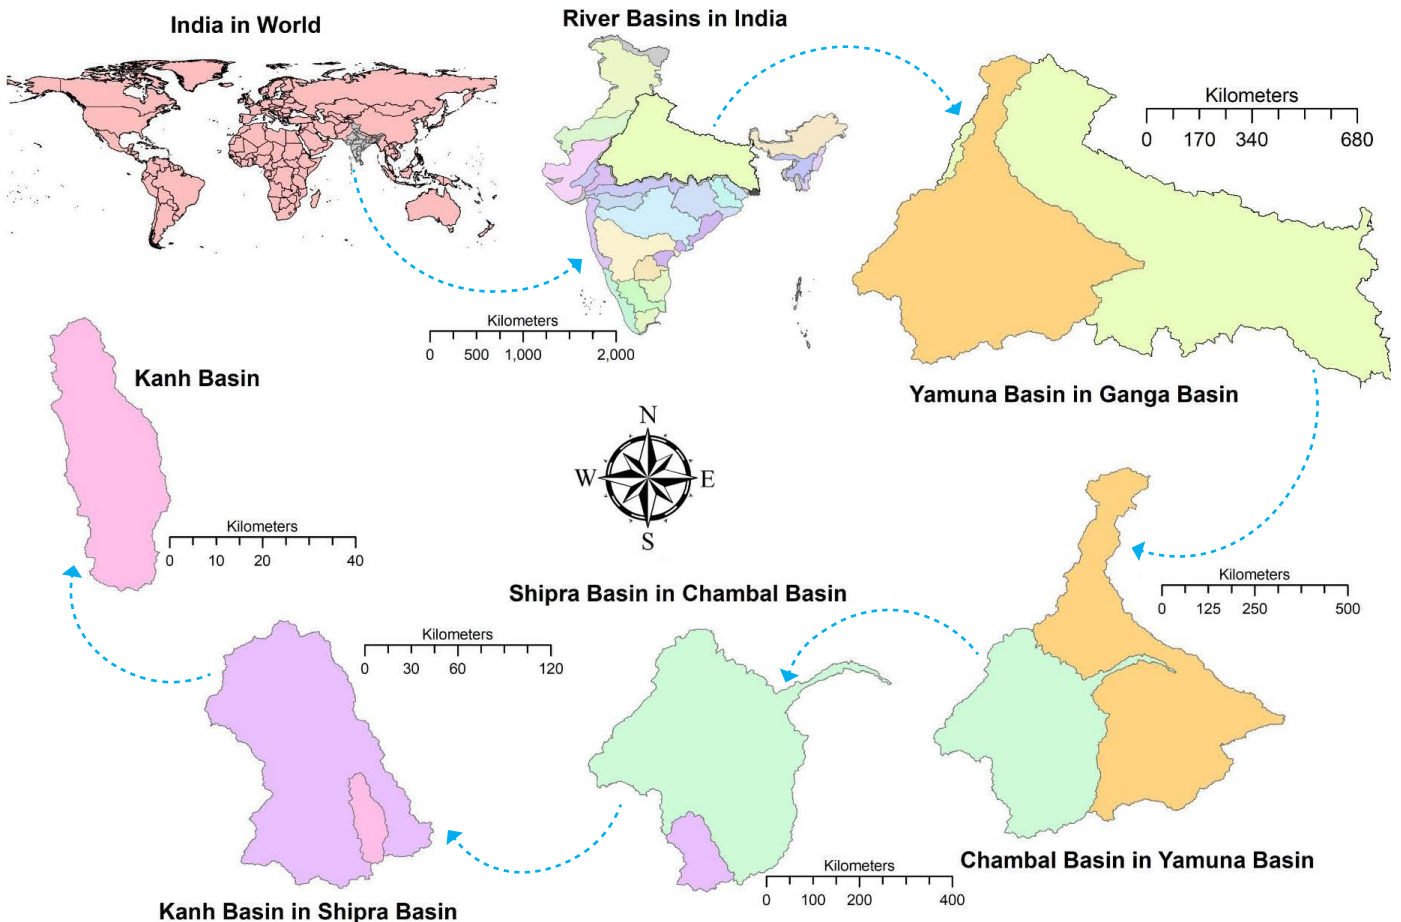 India in World
River Basins in India
Kilometers
0 170 340 680
Kilometers
0 500 1,000 2,000
Yamuna Basin in Ganga Basin
Kanh Basin
Kilometers
0 10 20 40
N
W E
S
Kilometers
0 125 250 500
Shipra Basin in Chambal Basin
Kilometers
0 30 60 120
Kilometers
0 100 200 400
Chambal Basin in Yamuna Basin
Kanh Basin in Shipra Basin